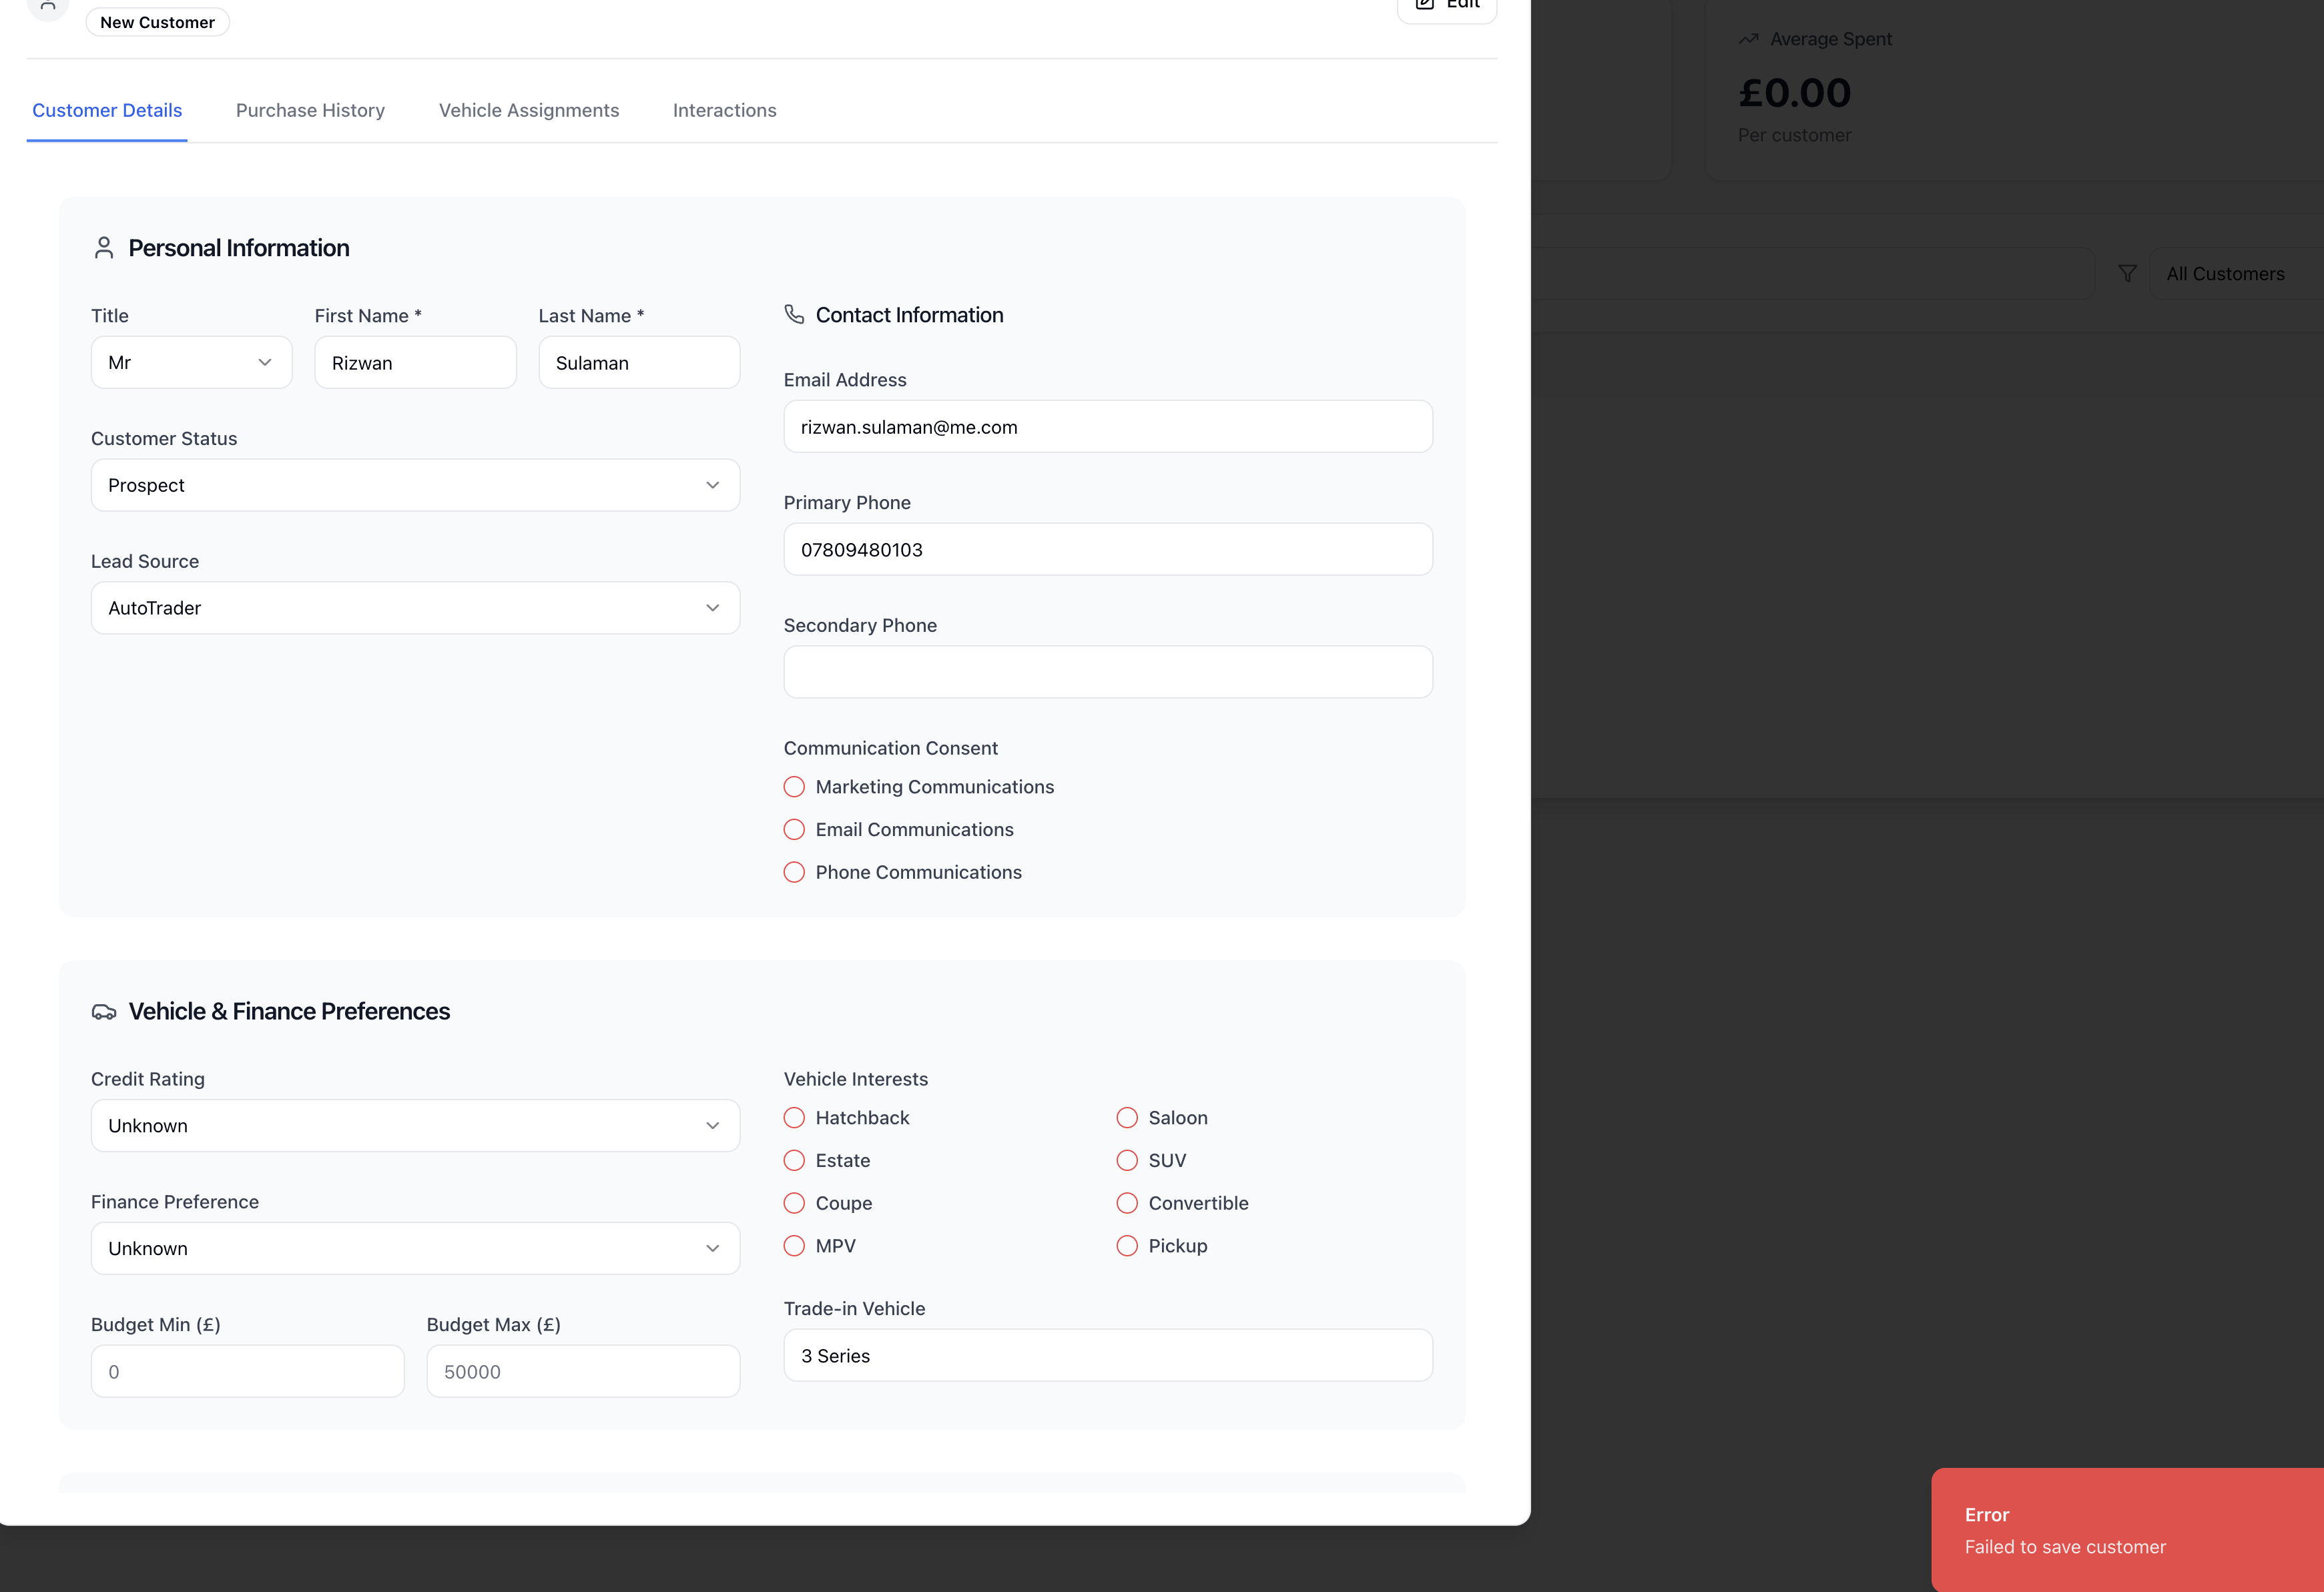 New Customer
Edit
Customer Details
Purchase History
Vehicle Assignments
Interactions
Personal Information
Title
First Name *
Last Name *
Mr
Rizwan
Sulaman
Customer Status
Prospect
Lead Source
AutoTrader
Contact Information
Email Address
rizwan.sulaman@me.com
Primary Phone
07809480103
Secondary Phone
Communication Consent
Marketing Communications
Email Communications
Phone Communications
Vehicle & Finance Preferences
Credit Rating
Unknown
Finance Preference
Unknown
Budget Min (£)
Budget Max (£)
0
50000
Vehicle Interests
Hatchback
Saloon
Estate
SUV
Coupe
Convertible
MPV
Pickup
Trade-in Vehicle
3 Series
Average Spent
£0.00
Per customer
All Customers
Error
Failed to save customer